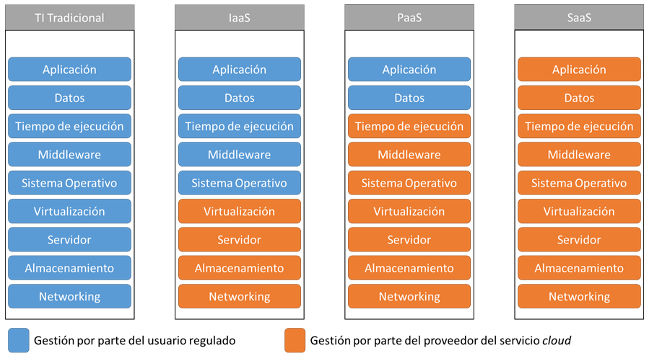 TI Tradicional
Aplicación
Datos
Tiempo de ejecución
Middleware
Sistema Operativo
Virtualización
Servidor
Almacenamiento
Networking
IaaS
Aplicación
Datos
Tiempo de ejecución
Middleware
Sistema Operativo
Virtualización
Servidor
Almacenamiento
Networking
PaaS
Aplicación
Datos
Tiempo de ejecución
Middleware
Sistema Operativo
Virtualización
Servidor
Almacenamiento
Networking
SaaS
Aplicación
Datos
Tiempo de ejecución
Middleware
Sistema Operativo
Virtualización
Servidor
Almacenamiento
Networking
Gestión por parte del usuario regulado
Gestión por parte del proveedor del servicio cloud